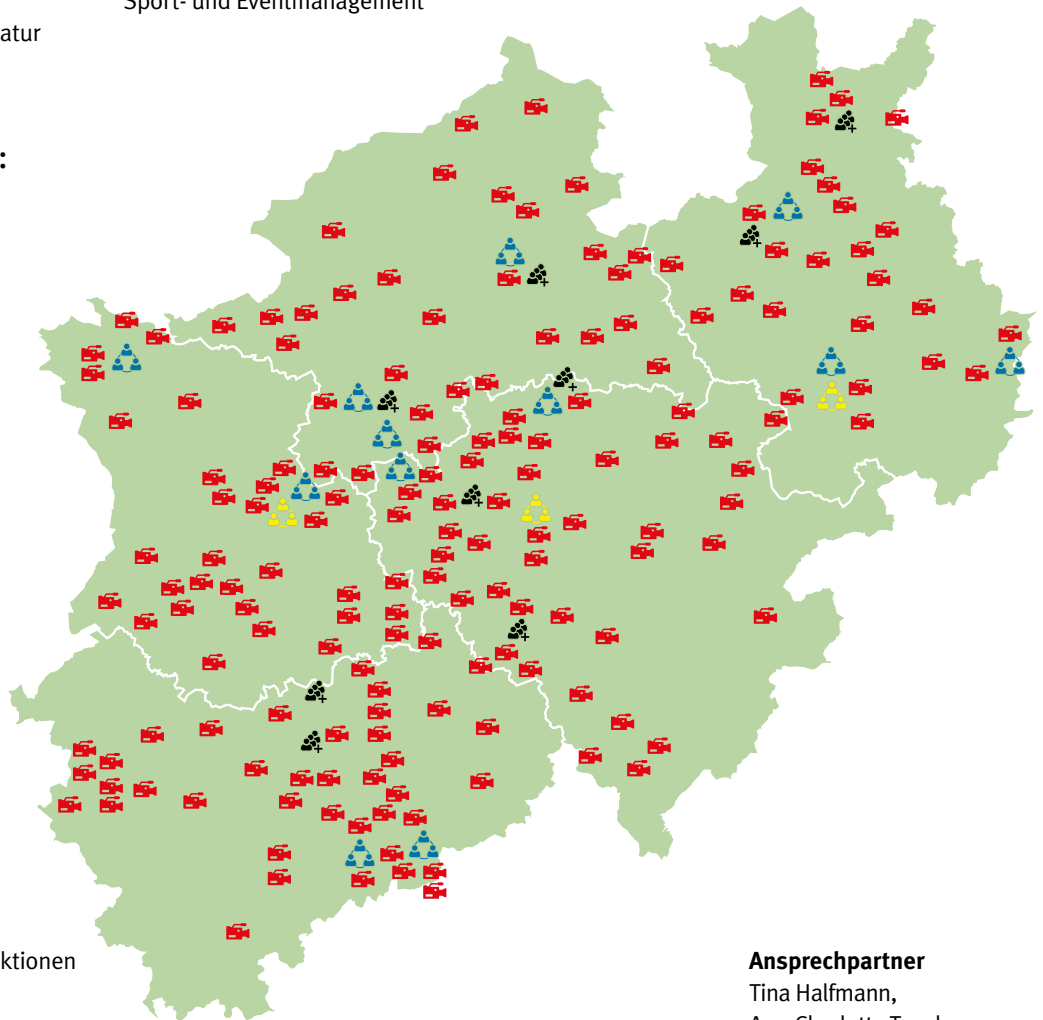 Sport- und Eventmanagement
atur
:
ktionen
Ansprechpartner
Tina Halfmann,